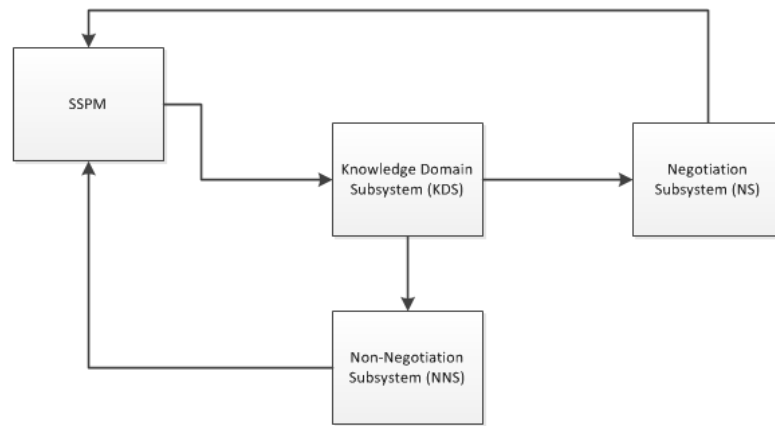 SSPM
Knowledge Domain
Subsystem (KDS)
Negotiation
Subsystem (NS)
Non-Negotiation
Subsystem (NNS)